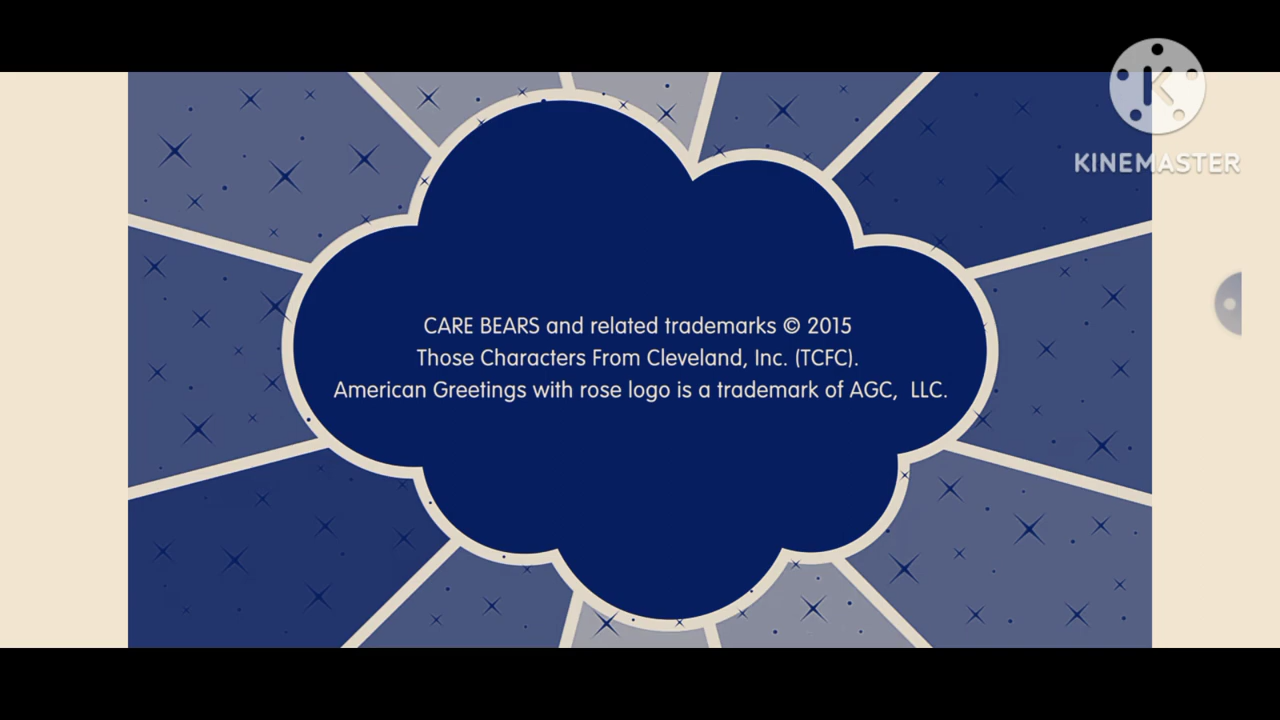 KINEMASTER
CARE BEARS and related trademarks © 2015
Those Characters From Cleveland, Inc. (TCFC).
American Greetings with rose logo is a trademark of AGC, LLC.